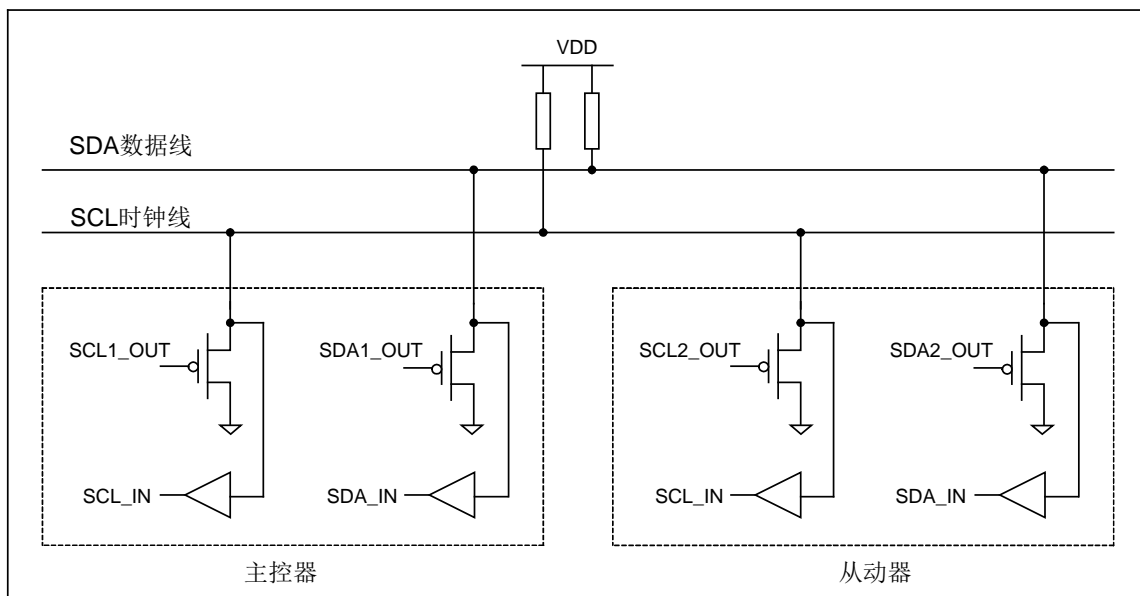 VDD
SDA数据线
SCL时钟线
SCL1_OUT
SDA1_OUT
SCL2_OUT
SDA2_OUT
SCL_IN
SDA_IN
SCL_IN
SDA_IN
主控器
从动器